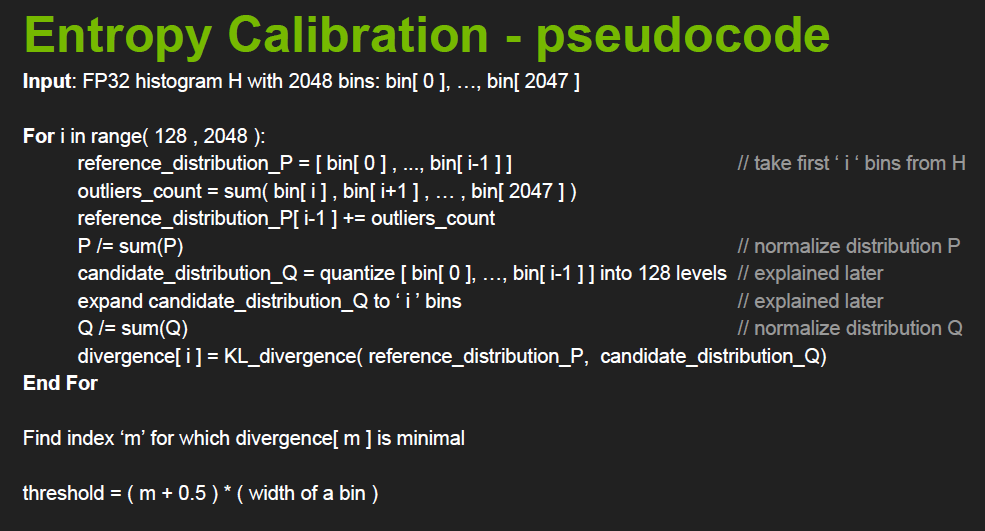 Entropy Calibration - pseudocode
Input: FP32 histogram H with 2048 bins: bin[ 0 ], …, bin[ 2047 ]
For i in range( 128 , 2048 ):
reference_distribution_P = [ bin[ 0 ] , ..., bin[ i-1 ] ] // take first ‘ i ‘ bins from H
outliers_count = sum( bin[ i ] , bin[ i+1 ] , … , bin[ 2047 ] )
reference_distribution_P[ i-1 ] += outliers_count
P /= sum(P) // normalize distribution P
candidate_distribution_Q = quantize [ bin[ 0 ], …, bin[ i-1 ] ] into 128 levels // explained later
expand candidate_distribution_Q to ‘ i ’ bins // explained later
Q /= sum(Q) // normalize distribution Q
divergence[ i ] = KL_divergence( reference_distribution_P, candidate_distribution_Q)
End For
Find index ‘m’ for which divergence[ m ] is minimal
threshold = ( m + 0.5 ) * ( width of a bin )